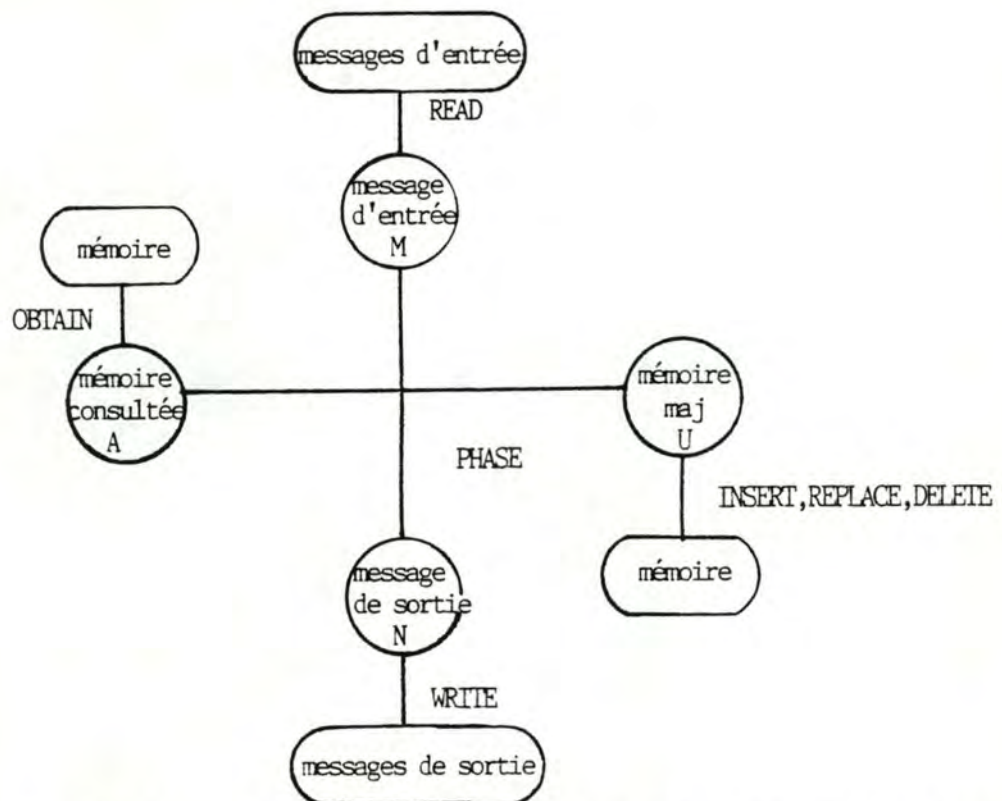 messages d'entrée
READ
message
d'entrée
M
mémoire
OBTAIN
mémoire
consultée
A
mémoire
maj
U
PHASE
INSERT,REPLACE,DELETE
mémoire
message
de sortie
N
WRITE
messages de sortie